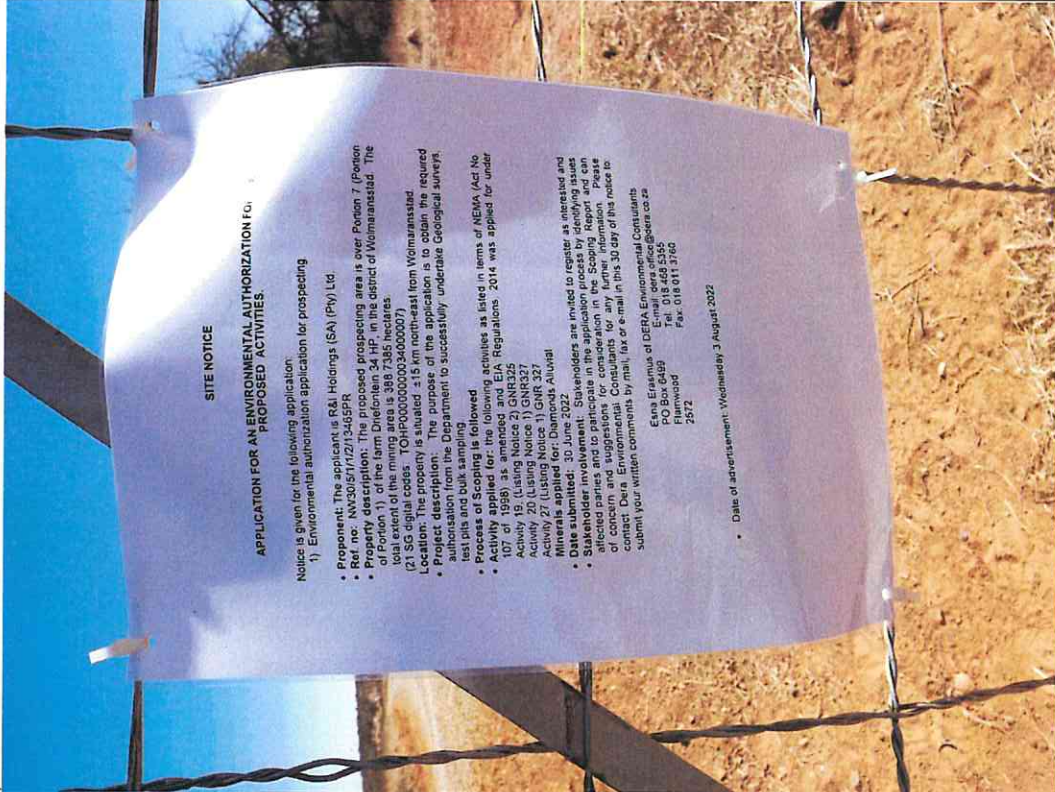 SITE NOTICE
APPLICATION FOR AN ENVIRONMENTAL AUTHORIZATION FO
PROPOSED ACTIVITIES.
Notice is given for the following application:
1) Environmental authorization application for prospecting
• Proponent: The applicant is R&I Holdings (SA) (Pty) Ltd.
• Ref. no: NW30/5/1/1/2/13465PR
• Property description: The proposed prospecting area is over Portion 7 (Portion
of Portion 1) of the farm Driefontein 34 HP, in the district of Wolmaransstad. The
total extent of the mining area is 388.7385 hectares.
(21 SG digital codes: TOHP00000000003400007)
Location: The property is situated ±15 km north-east from Wolmaransstad.
• Project description: The purpose of the application is to obtain the required
authorisation from the Department to successfully undertake Geological surveys,
test pits and bulk sampling.
• Process of Scoping is followed
• Activity applied for: the following activities as listed in terms of NEMA (Act No
107 of 1998) as amended and EIA Regulations, 2014 was applied for under
Activity 19, (Listing Notice 2) GNR325
Activity 20 (Listing Notice 1) GNR327
Activity 27 (Listing Notice 1) GNR 327
Minerals applied for: Diamonds Alluvial
• Date submitted: 30 June 2022
• Stakeholder involvement: Stakeholders are invited to register as interested and
affected parties and to participate in the application process by identifying issues
of concern and suggestions for consideration in the Scoping Report and can
contact Dera Environmental Consultants for any further information. Please
submit your written comments by mail, fax or e-mail in this 30 day of this notice to:
Esna Erasmus of DERA Environmental Consultants
PO Box 6499 E-mail: dera.office@dera.co.za
Flamwood Tel: 018 468 5355
2572 Fax: 018 011 3760
• Date of advertisement: Wednesday 3 August 2022